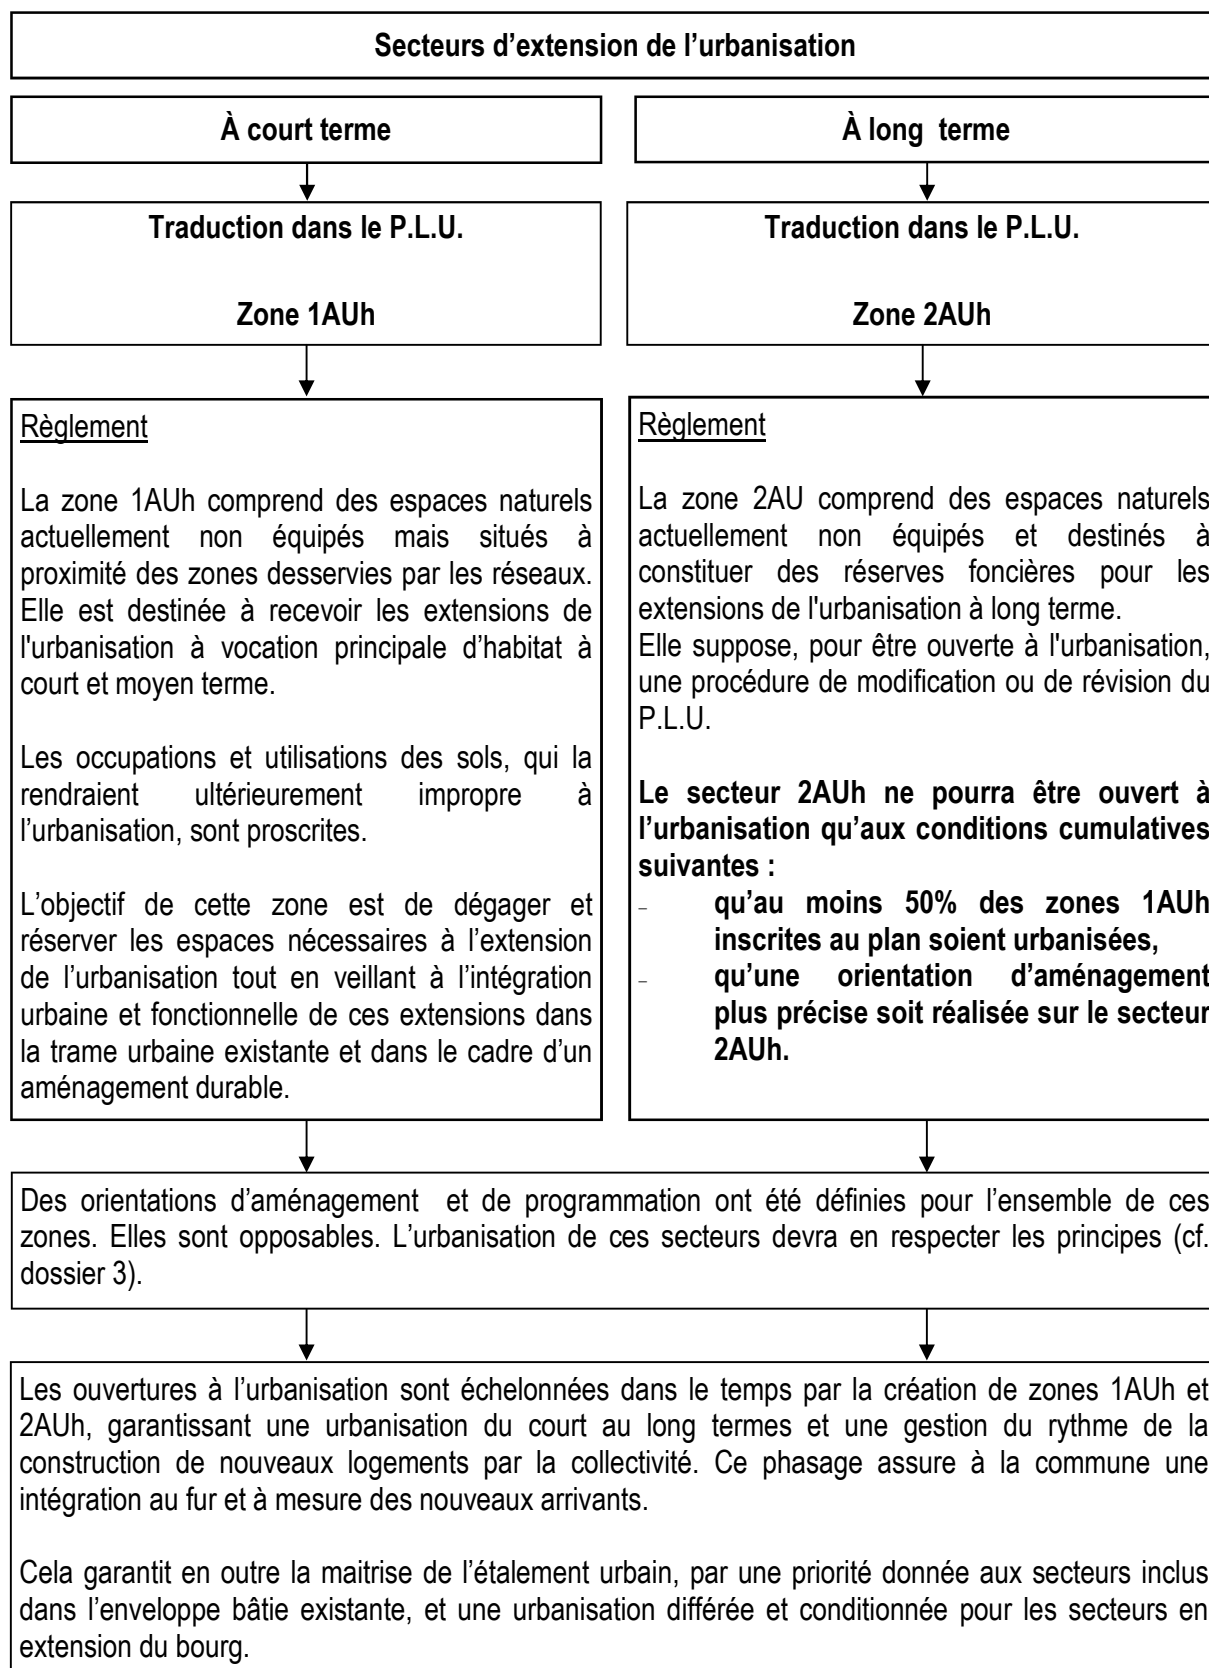 Secteurs d’extension de l’urbanisation
À court terme
À long terme
Traduction dans le P.L.U.
Zone 1AUh
Traduction dans le P.L.U.
Zone 2AUh
Règlement
La zone 1AUh comprend des espaces naturels
actuellement non équipés mais situés à
proximité des zones desservies par les réseaux.
Elle est destinée à recevoir les extensions de
l'urbanisation à vocation principale d’habitat à
court et moyen terme.
Les occupations et utilisations des sols, qui la
rendraient ultérieurement impropre à
l’urbanisation, sont proscrites.
L’objectif de cette zone est de dégager et
réserver les espaces nécessaires à l’extension
de l’urbanisation tout en veillant à l’intégration
urbaine et fonctionnelle de ces extensions dans
la trame urbaine existante et dans le cadre d’un
aménagement durable.
Règlement
La zone 2AU comprend des espaces naturels
actuellement non équipés et destinés à
constituer des réserves foncières pour les
extensions de l'urbanisation à long terme.
Elle suppose, pour être ouverte à l'urbanisation,
une procédure de modification ou de révision du
P.L.U.
Le secteur 2AUh ne pourra être ouvert à
l’urbanisation qu’aux conditions cumulatives
suivantes :
– qu’au moins 50% des zones 1AUh
inscrites au plan soient urbanisées,
– qu’une orientation d’aménagement
plus précise soit réalisée sur le secteur
2AUh.
Des orientations d’aménagement et de programmation ont été définies pour l’ensemble de ces
zones. Elles sont opposables. L’urbanisation de ces secteurs devra en respecter les principes (cf.
dossier 3).
Les ouvertures à l’urbanisation sont échelonnées dans le temps par la création de zones 1AUh et
2AUh, garantissant une urbanisation du court au long termes et une gestion du rythme de la
construction de nouveaux logements par la collectivité. Ce phasage assure à la commune une
intégration au fur et à mesure des nouveaux arrivants.
Cela garantit en outre la maitrise de l’étalement urbain, par une priorité donnée aux secteurs inclus
dans l’enveloppe bâtie existante, et une urbanisation différée et conditionnée pour les secteurs en
extension du bourg.